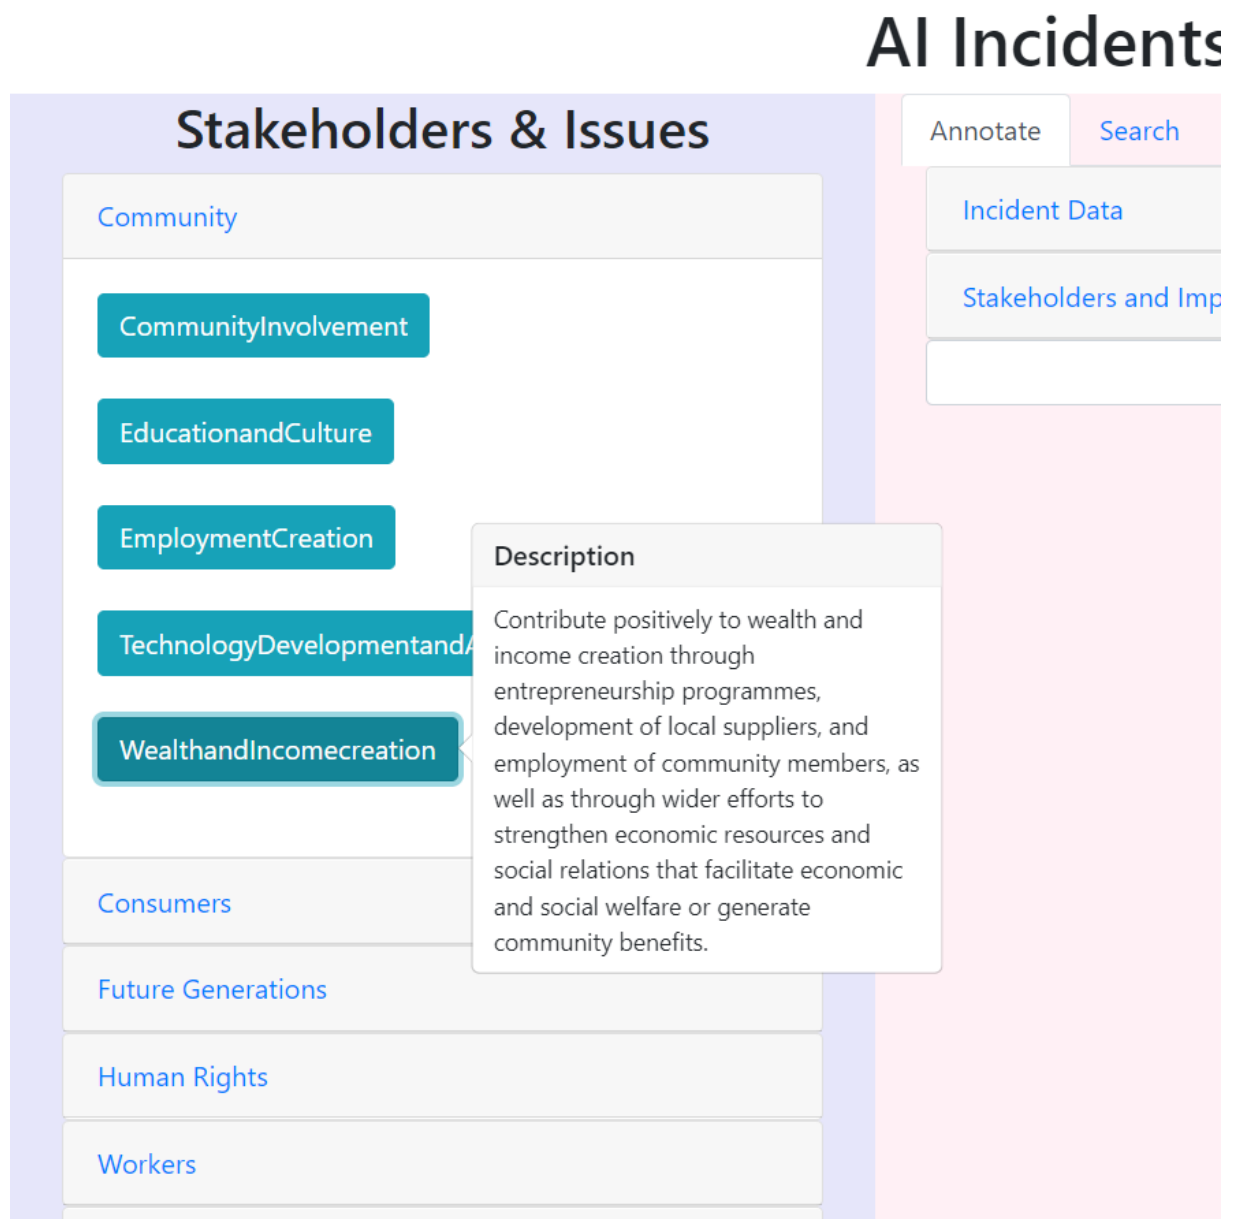 AI Incidents
Stakeholders & Issues
Community
CommunityInvolvement
EducationandCulture
EmploymentCreation
TechnologyDevelopmentand
WealthandIncomecreation
Description
Contribute positively to wealth and
income creation through
entrepreneurship programmes,
development of local suppliers, and
employment of community members, as
well as through wider efforts to
strengthen economic resources and
social relations that facilitate economic
and social welfare or generate
community benefits.
Consumers
Future Generations
Human Rights
Workers
Annotate Search
Incident Data
Stakeholders and Imp